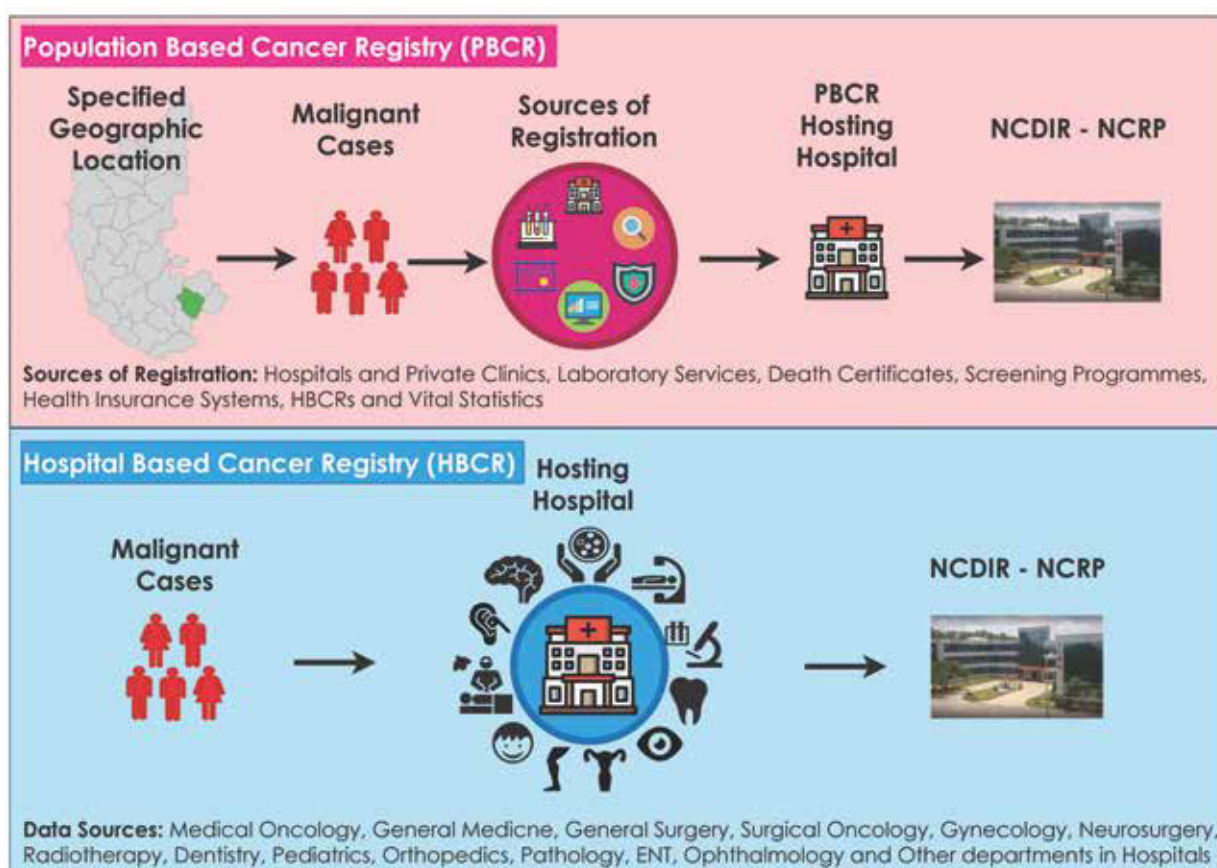 Population Based Cancer Registry (PBCR)
Specified
Geographic
Location
Malignant
Cases
Sources of
Registration
PBCR
Hosting
Hospital
NCDIR - NCRP
Sources of Registration: Hospitals and Private Clinics, Laboratory Services, Death Certificates, Screening Programmes,
Health Insurance Systems, HBCRs and Vital Statistics
Hospital Based Cancer Registry (HBCR)
Hosting
Hospital
Malignant
Cases
NCDIR - NCRP
Data Sources: Medical Oncology, General Medicne, General Surgery, Surgical Oncology, Gynecology, Neurosurgery,
Radiotherapy, Dentistry, Pediatrics, Orthopedics, Pathology, ENT, Ophthalmology and Other departments in Hospitals